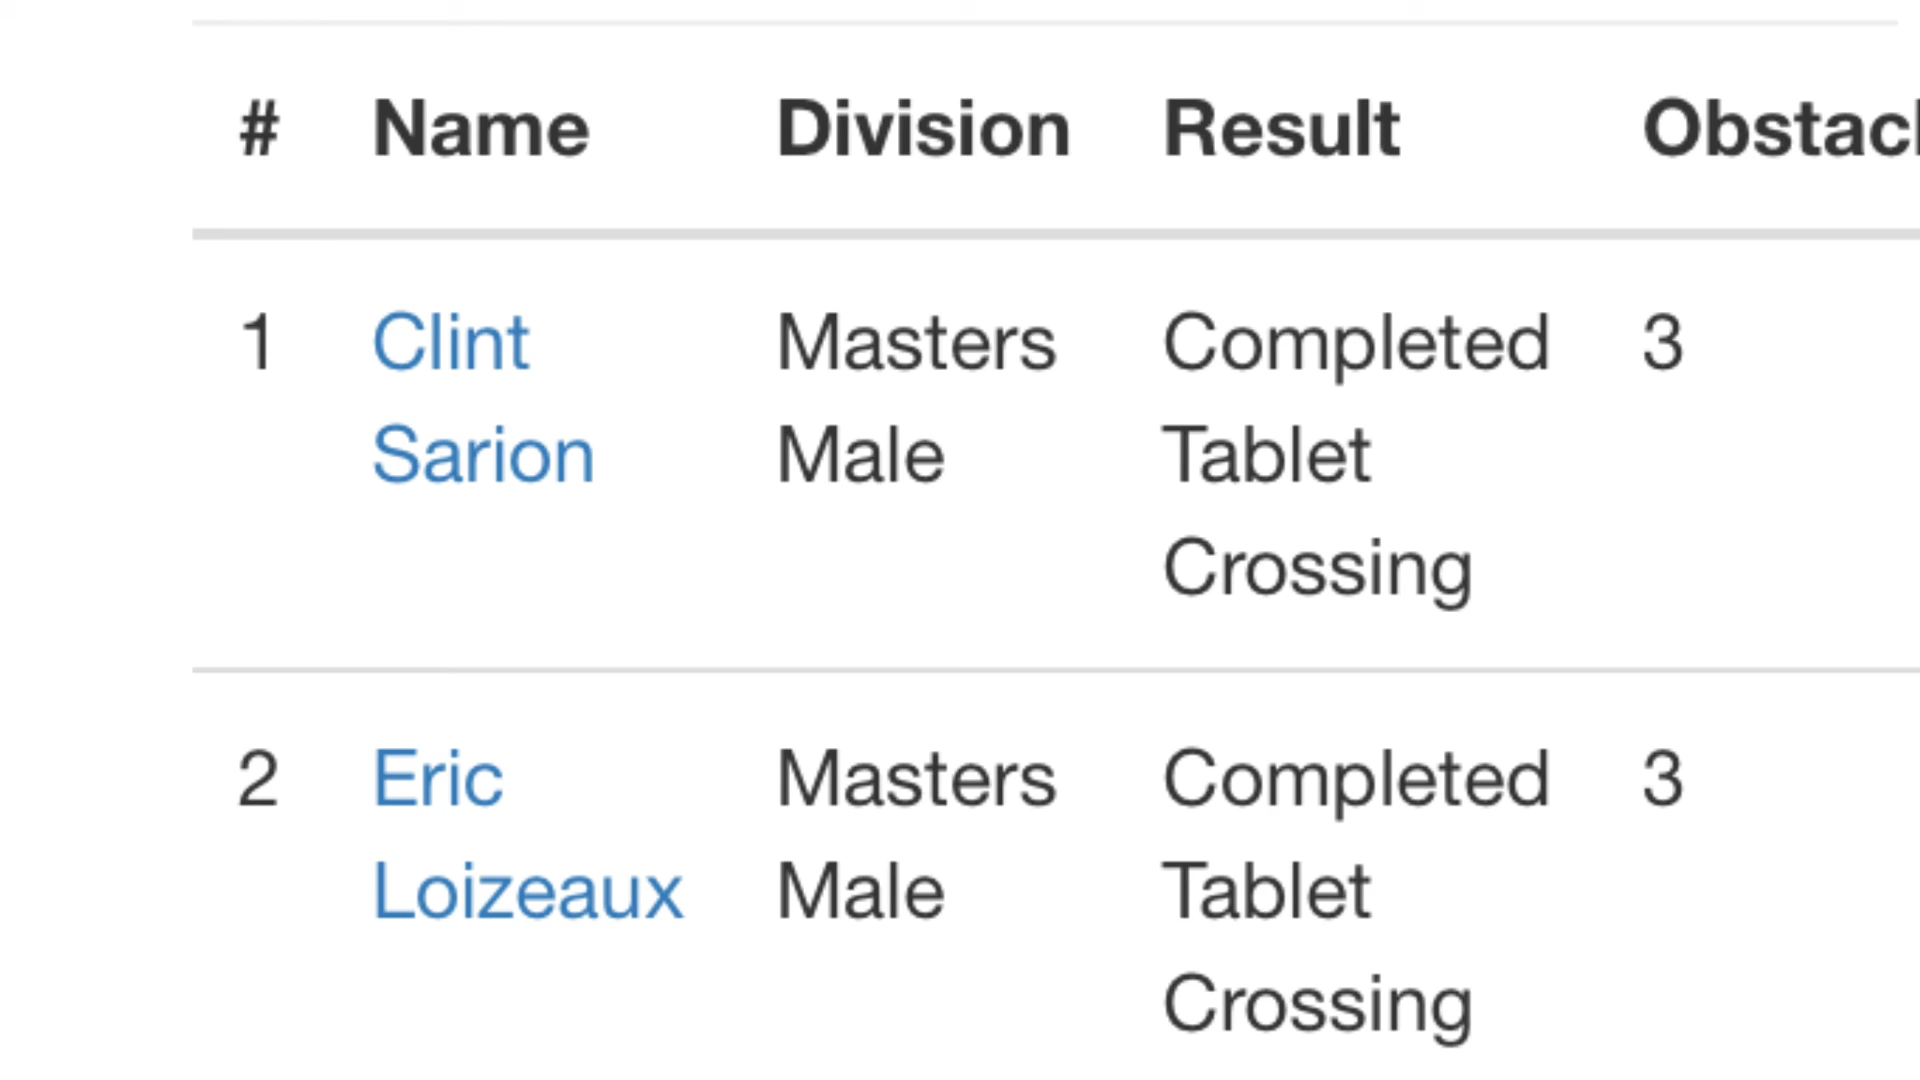 # Name Division Result Obstacl
1 Clint Masters Completed 3
Sarion Male Tablet
Crossing
2 Eric Masters Completed 3
Loizeaux Male Tablet
Crossing